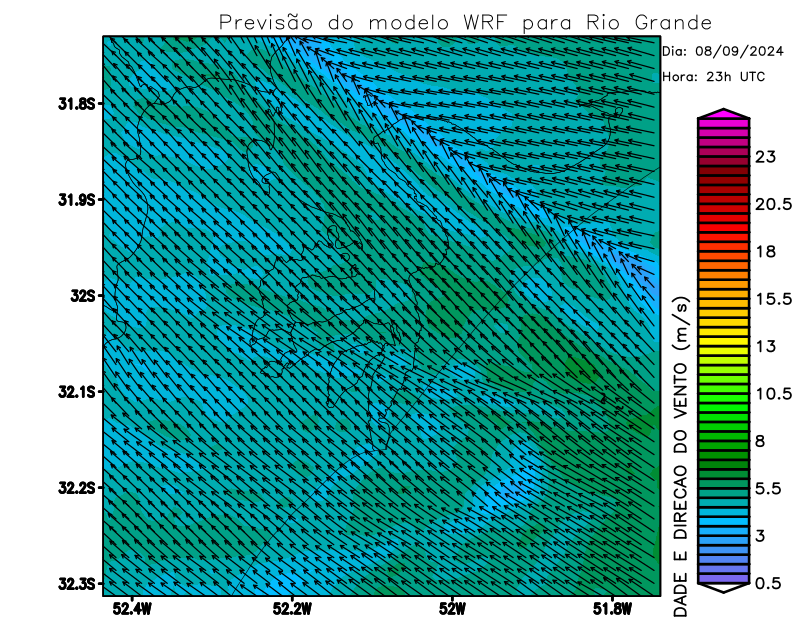 Previsão do modelo WRF para Rio Grande
Dia: 08/09/2024
Hora: 23h UTC
31.8S
31.9S
32S
32.1S
32.2S
32.3S
52.4W
52.2W
52W
51.8W
23
20.5
18
15.5
13
10.5
8
5.5
3
0.5
DADE E DIRECAO DO VENTO (m/s)